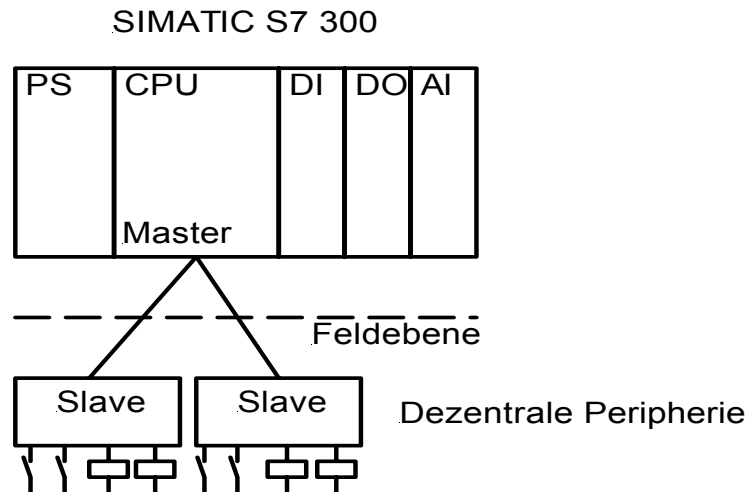 SIMATIC S7 300
PS CPU DI DO AI
Master
Feldebene
Slave Slave
Dezentrale Peripherie